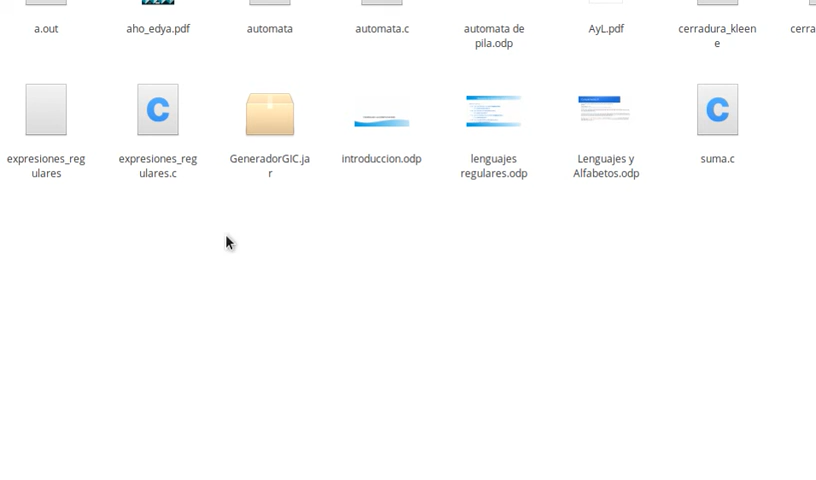 a.out
aho_edya.pdf
automata
automata.c
automata de
pila.odp
AyL.pdf
cerradura_kleen
e
cerra
expresiones_reg
ulares
C
expresiones_reg
ulares.c
GeneradorGIC.ja
r
introduccion.odp
lenguajes
regulares.odp
Lenguajes y
Alfabetos.odp
C
suma.c